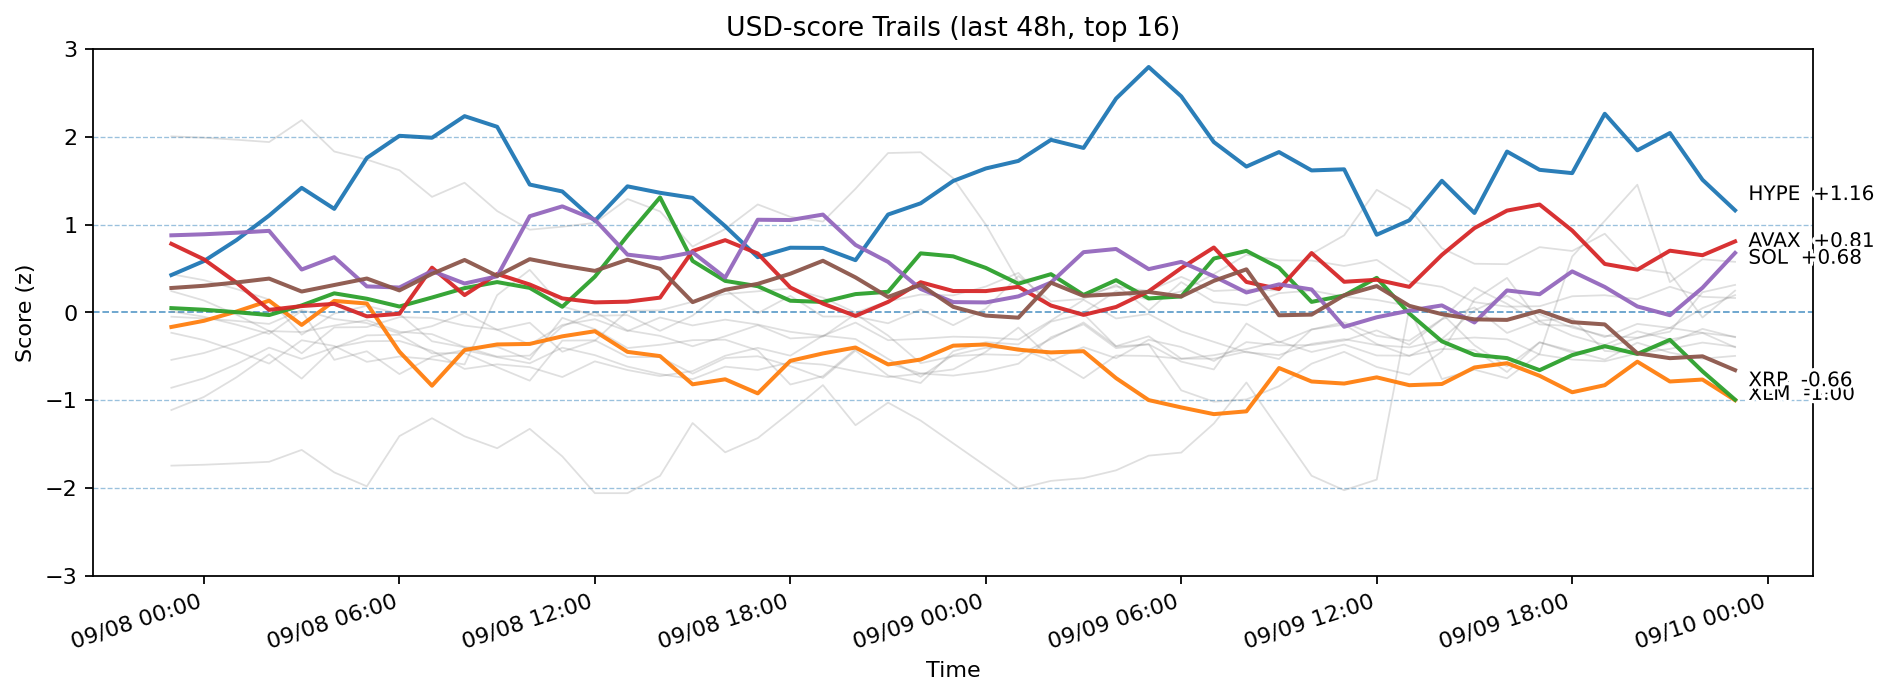 USD-score Trails (last 48h, top 16)
Score (z)
3
2
1
0
−1
−2
−3
HYPE +1.16
AVAX +0.81
SOL +0.68
XRP -0.66
XLM -1.00
09/08 00:00
09/08 06:00
09/08 12:00
09/08 18:00
09/09 00:00
09/09 06:00
09/09 12:00
09/09 18:00
09/10 00:00
Time